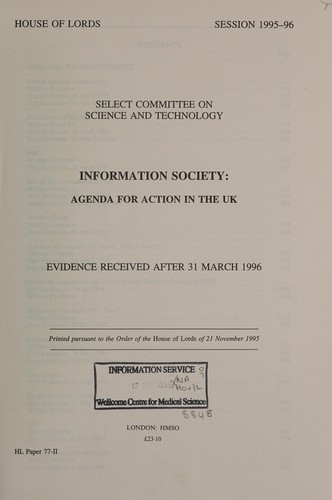 HOUSE OF LORDS SESSION 1995–96
SELECT COMMITTEE ON
SCIENCE AND TECHNOLOGY
INFORMATION SOCIETY:
AGENDA FOR ACTION IN THE UK
EVIDENCE RECEIVED AFTER 31 MARCH 1996
Printed pursuant to the Order of the House of Lords of 21 November 1995
INFORMATION SERVICE
Wellcome Centre for Medical Science
8848
LONDON: HMSO
£23·10
HL Paper 77-II